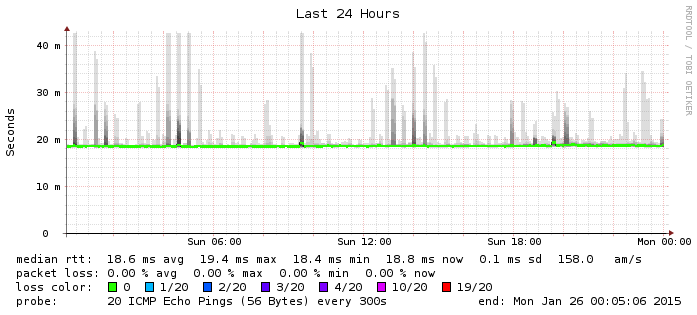 Last 24 Hours
RRDTOOL / TOBI OETIKER
Seconds
40 m
30 m
20 m
10 m
0
Sun 06:00 Sun 12:00 Sun 18:00 Mon 00:00
median rtt: 18.6 ms avg 19.4 ms max 18.4 ms min 18.8 ms now 0.1 ms sd 158.0 am/s
packet loss: 0.00 % avg 0.00 % max 0.00 % min 0.00 % now
loss color: 0 1/20 2/20 3/20 4/20 10/20 19/20
probe: 20 ICMP Echo Pings (56 Bytes) every 300s end: Mon Jan 26 00:05:06 2015